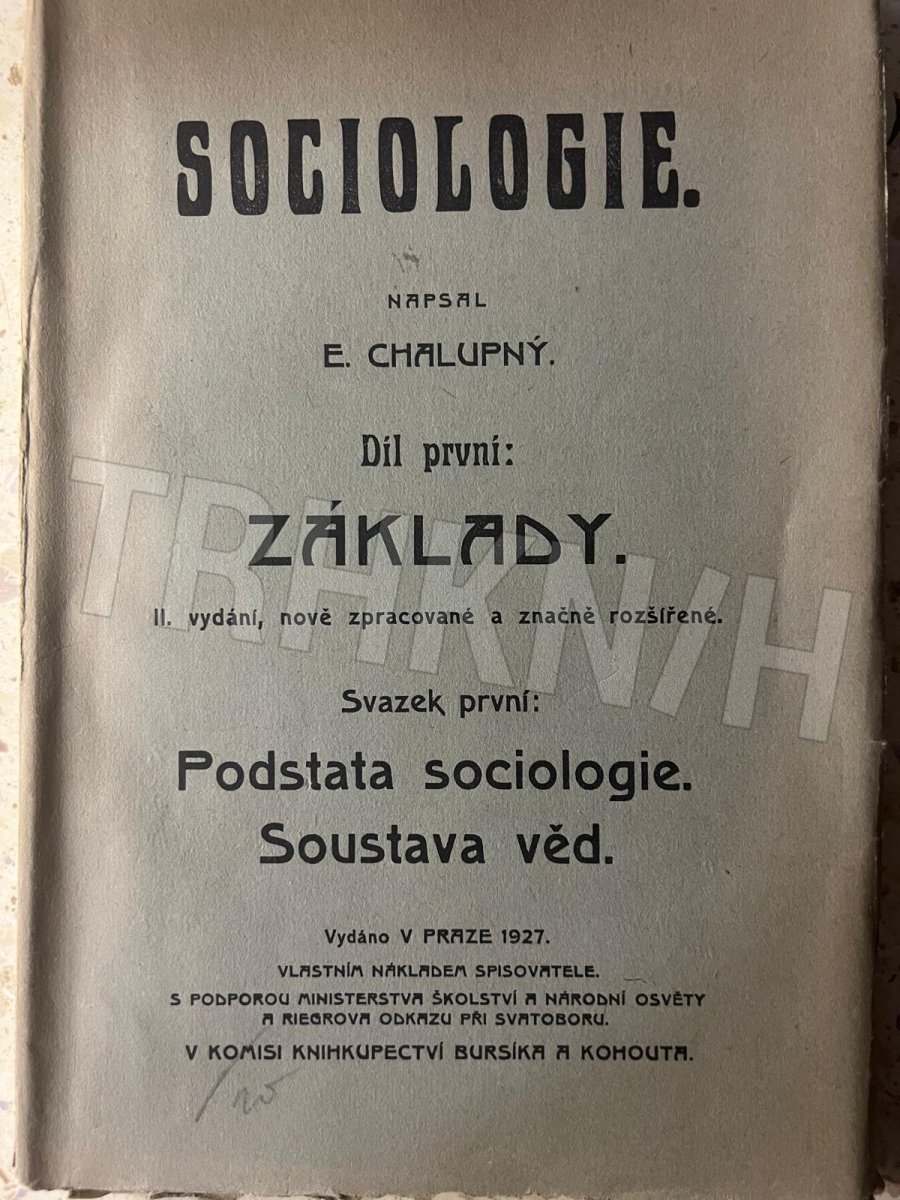 SOCIOLOGIE.
NAPSAL
E. CHALUPNÝ.
Díl první:
ZÁKLADY.
II. vydání, nově zpracované a značně rozšířené.
Svazek první:
Podstata sociologie.
Soustava věd.
Vydáno V PRAZE 1927.
VLASTNÍM NÁKLADEM SPISOVATELE.
S PODPOROU MINISTERSTVA ŠKOLSTVÍ A NÁRODNÍ OSVĚTY
A RIEGROVA ODKAZU PŘI SVATOBORU.
V KOMISI KNIHKUPECTVÍ BURSÍKA A KOHOUTA.
TRHKNIH